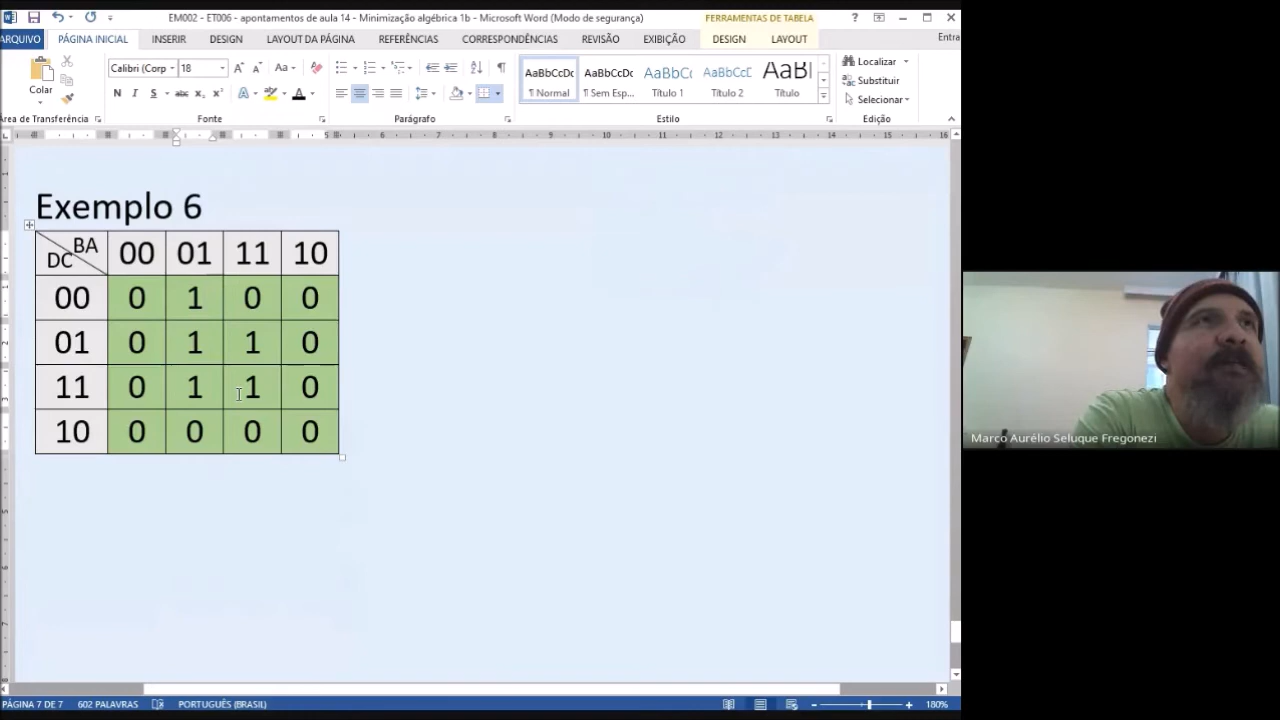 EM002 - ET006 - apontamentos de aula 14 - Minimização algébrica 1b - Microsoft Word (Modo de segurança)
FERRAMENTAS DE TABELA
ARQUIVO PÁGINA INICIAL INSERIR DESIGN LAYOUT DA PÁGINA REFERÊNCIAS CORRESPONDÊNCIAS REVISÃO EXIBIÇÃO DESIGN LAYOUT Entra
Colar
Calibri (Corp 18
Localizar
Substituir
Selecionar
AaBbCcDc AaBbCcDc AaBbCc AaBbCcD AaBl
¶ Normal ¶ Sem Esp... Título 1 Título 2 Título
Área de Transferência Fonte Parágrafo Estilo Edição
Exemplo 6
DC BA 00 01 11 10
00 0 1 0 0
01 0 1 1 0
11 0 1 1 0
10 0 0 0 0
Marco Aurélio Seluque Fregonezi
PÁGINA 7 DE 7 602 PALAVRAS PORTUGUÊS (BRASIL) 180%